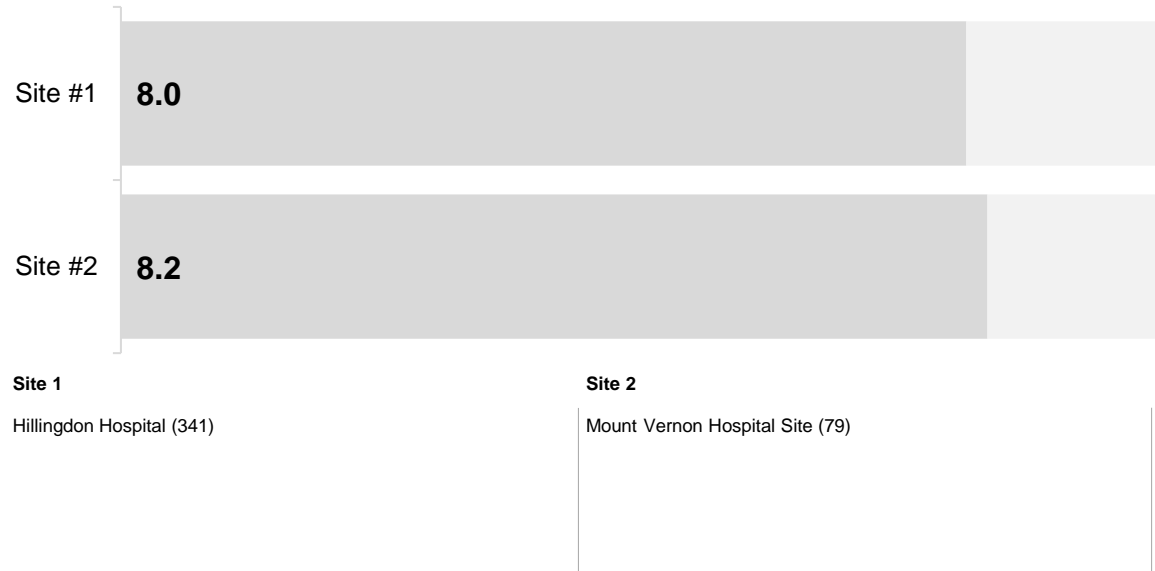 Site #1
8.0
Site #2
8.2
Site 1
Site 2
Hillingdon Hospital (341)
Mount Vernon Hospital Site (79)